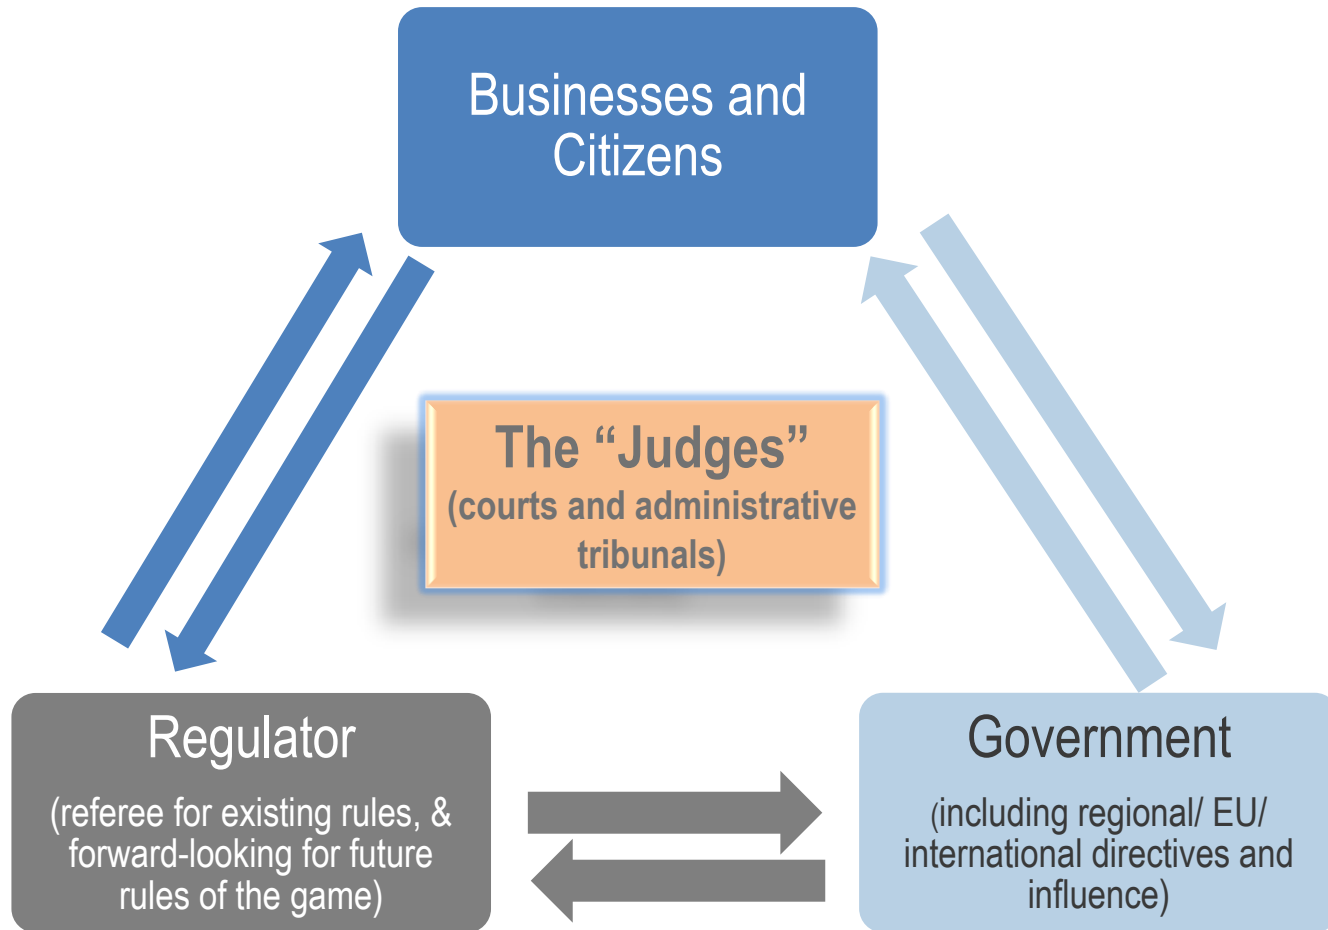 Businesses and
Citizens
The “Judges”
(courts and administrative
tribunals)
Regulator
(referee for existing rules, &
forward-looking for future
rules of the game)
Government
(including regional/ EU/
international directives and
influence)